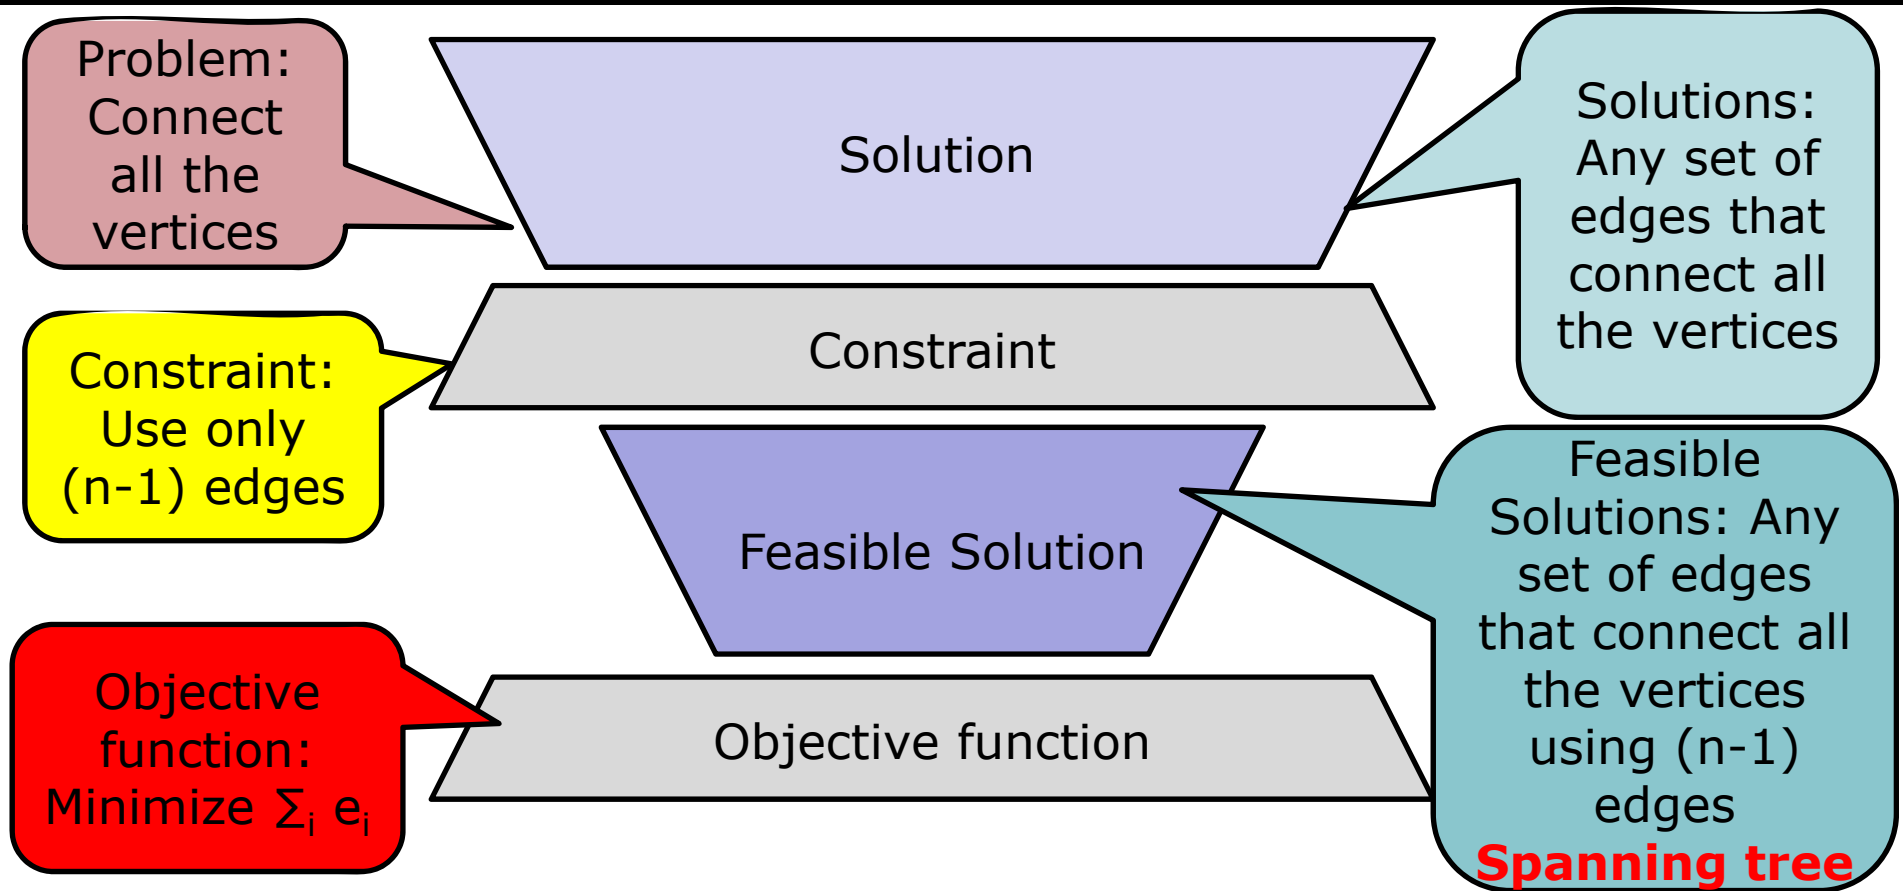 Problem:
Connect
all the
vertices
Solution
Solutions:
Any set of
edges that
connect all
the vertices
Constraint:
Use only
(n-1) edges
Constraint
Feasible Solution
Feasible
Solutions: Any
set of edges
that connect all
the vertices
using (n-1)
edges
Spanning tree
Objective
function:
Minimize Σi ei
Objective function